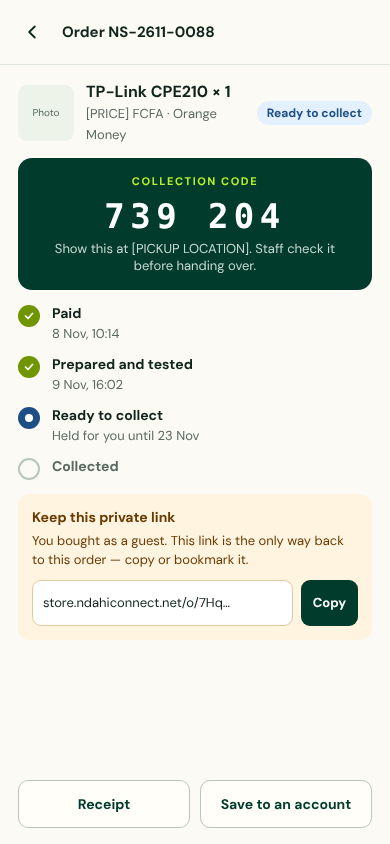 Order NS-2611-0088
Photo
TP-Link CPE210 × 1
[PRICE] FCFA · Orange
Money
Ready to collect
COLLECTION CODE
739 204
Show this at [PICKUP LOCATION]. Staff check it
before handing over.
Paid
8 Nov, 10:14
Prepared and tested
9 Nov, 16:02
Ready to collect
Held for you until 23 Nov
Collected
Keep this private link
You bought as a guest. This link is the only way back
to this order — copy or bookmark it.
store.ndahiconnect.net/o/7Hq…
Copy
Receipt
Save to an account